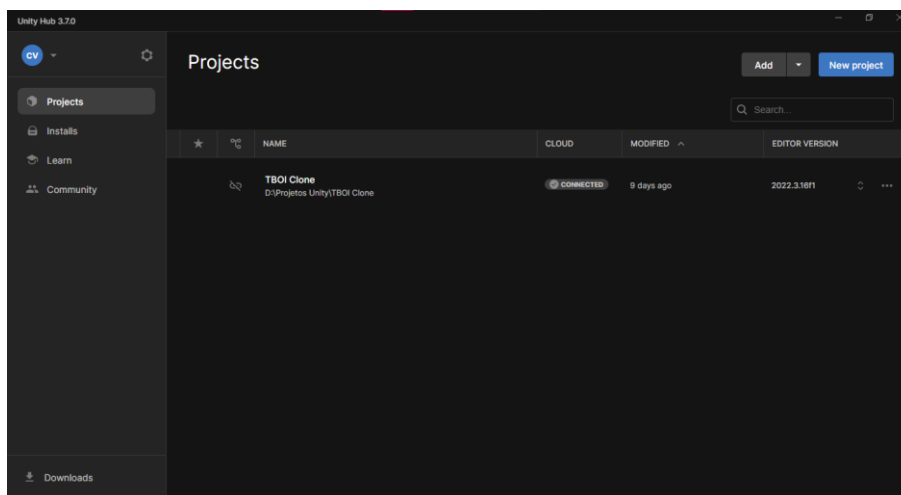 Unity Hub 3.7.0
CV
Projects
Add
New project
Projects
Search...
Installs
NAME
CLOUD
MODIFIED
EDITOR VERSION
Learn
TBOI Clone
CONNECTED
9 days ago
2022.3.16f1
D:\Projetos Unity\TBOI Clone
Community
Downloads